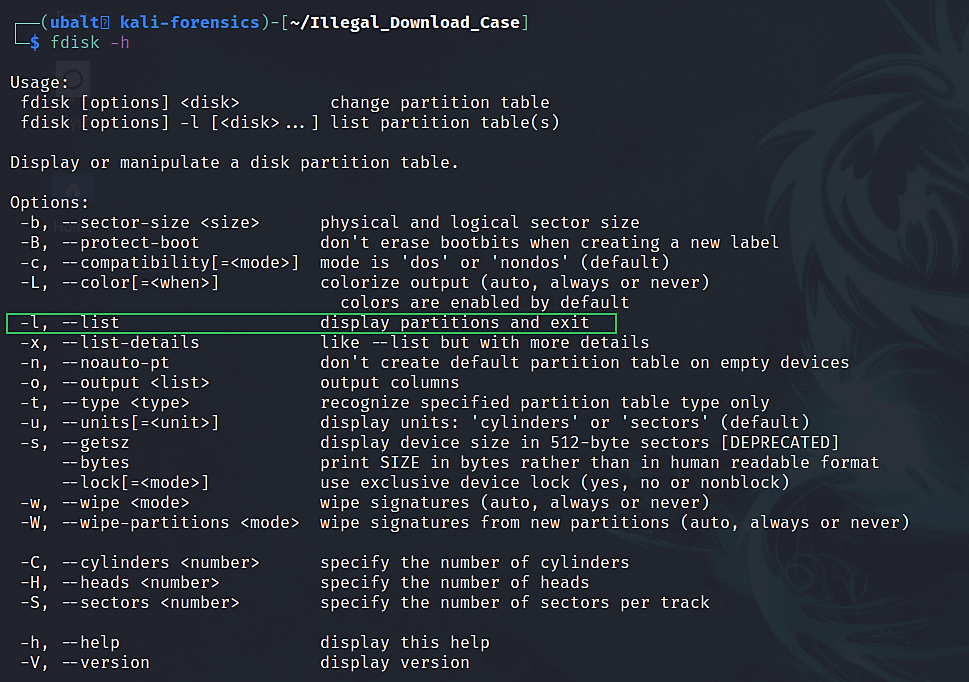 (ubalt kali-forensics)-[~/Illegal_Download_Case]
$ fdisk -h
Usage:
fdisk [options] <disk> change partition table
fdisk [options] -l [<disk>...] list partition table(s)
Display or manipulate a disk partition table.
Options:
-b, --sector-size <size> physical and logical sector size
-B, --protect-boot don't erase bootbits when creating a new label
-c, --compatibility[=<mode>] mode is 'dos' or 'nondos' (default)
-L, --color[=<when>] colorize output (auto, always or never)
colors are enabled by default
-l, --list display partitions and exit
-x, --list-details like --list but with more details
-n, --noauto-pt don't create default partition table on empty devices
-o, --output <list> output columns
-t, --type <type> recognize specified partition table type only
-u, --units[=<unit>] display units: 'cylinders' or 'sectors' (default)
-s, --getsz display device size in 512-byte sectors [DEPRECATED]
--bytes print SIZE in bytes rather than in human readable format
--lock[=<mode>] use exclusive device lock (yes, no or nonblock)
-w, --wipe <mode> wipe signatures (auto, always or never)
-W, --wipe-partitions <mode> wipe signatures from new partitions (auto, always or never)
-C, --cylinders <number> specify the number of cylinders
-H, --heads <number> specify the number of heads
-S, --sectors <number> specify the number of sectors per track
-h, --help display this help
-V, --version display version